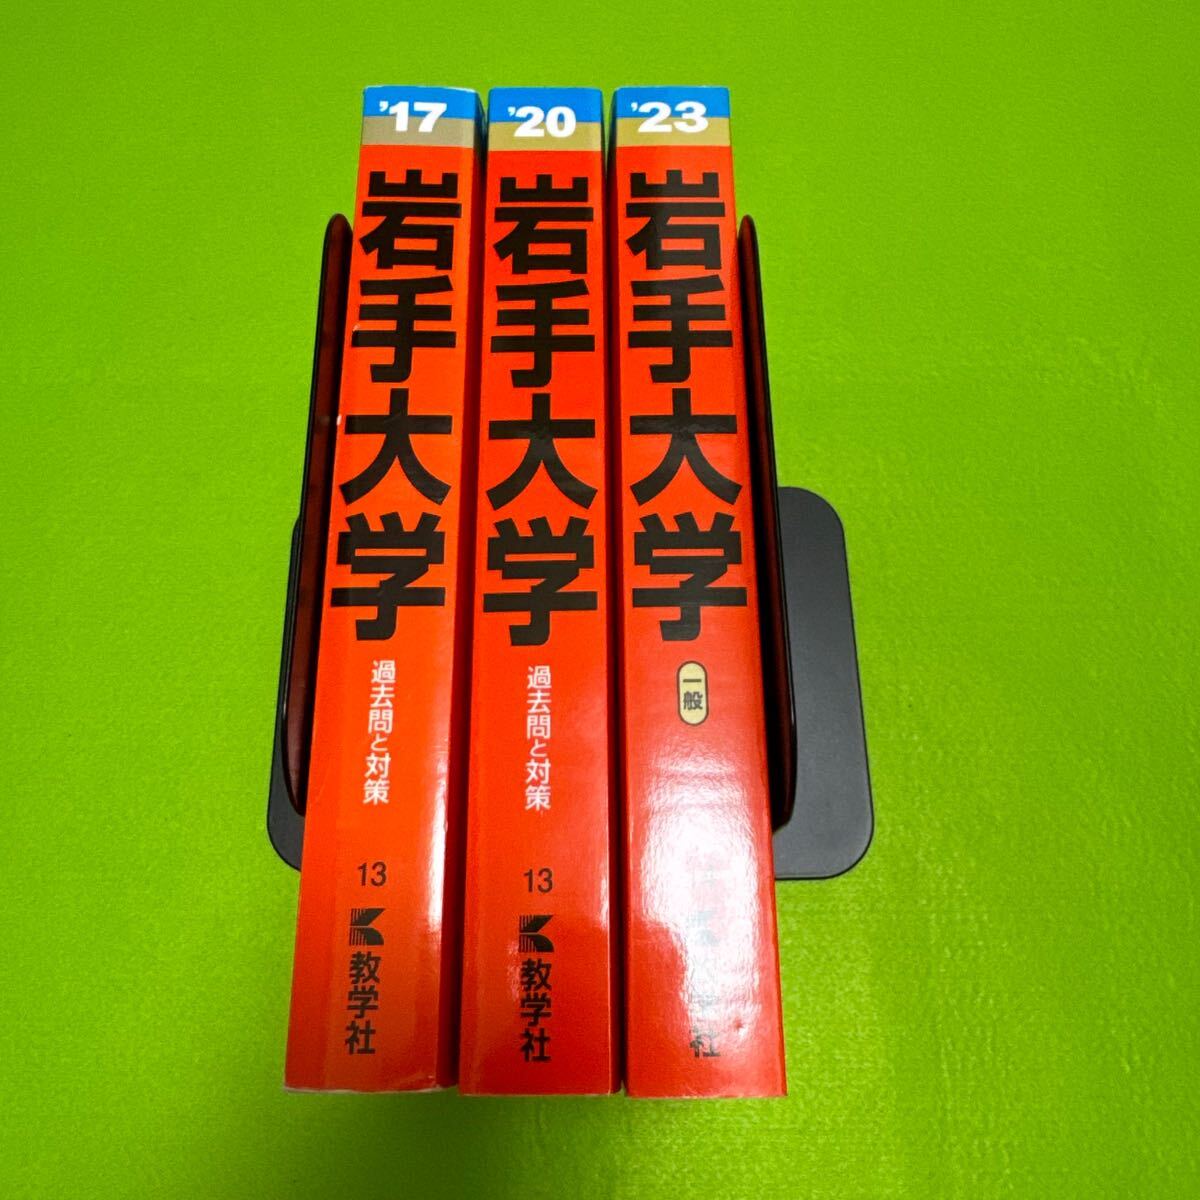 '17
岩手大学
過去問と対策
13
教学社
'20
岩手大学
過去問と対策
13
教学社
'23
岩手大学
一般
教学社